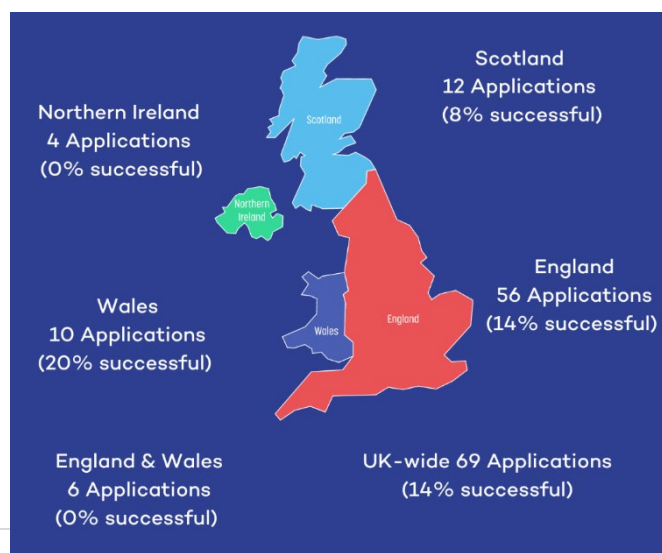 Scotland
12 Applications
(8% successful)
Northern Ireland
4 Applications
(0% successful)
Scotland
Northern
Ireland
England
56 Applications
(14% successful)
Wales
10 Applications
(20% successful)
Wales
England
England & Wales
6 Applications
(0% successful)
UK-wide 69 Applications
(14% successful)